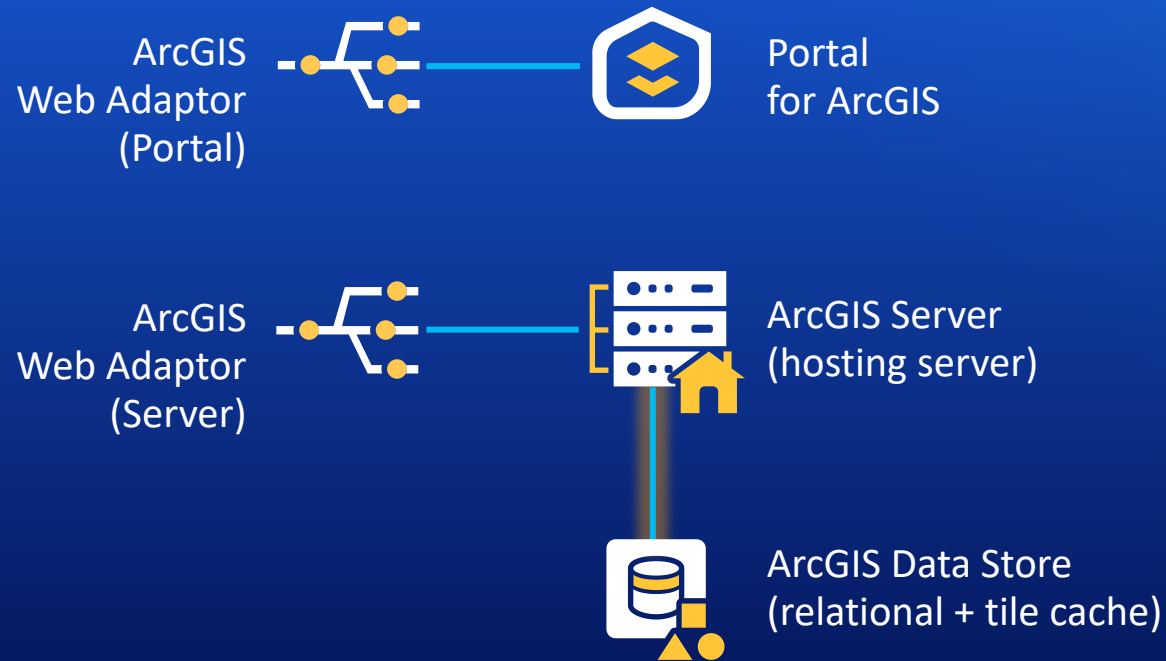 ArcGIS
Web Adaptor
(Portal)
Portal
for ArcGIS
ArcGIS
Web Adaptor
(Server)
ArcGIS Server
(hosting server)
ArcGIS Data Store
(relational + tile cache)